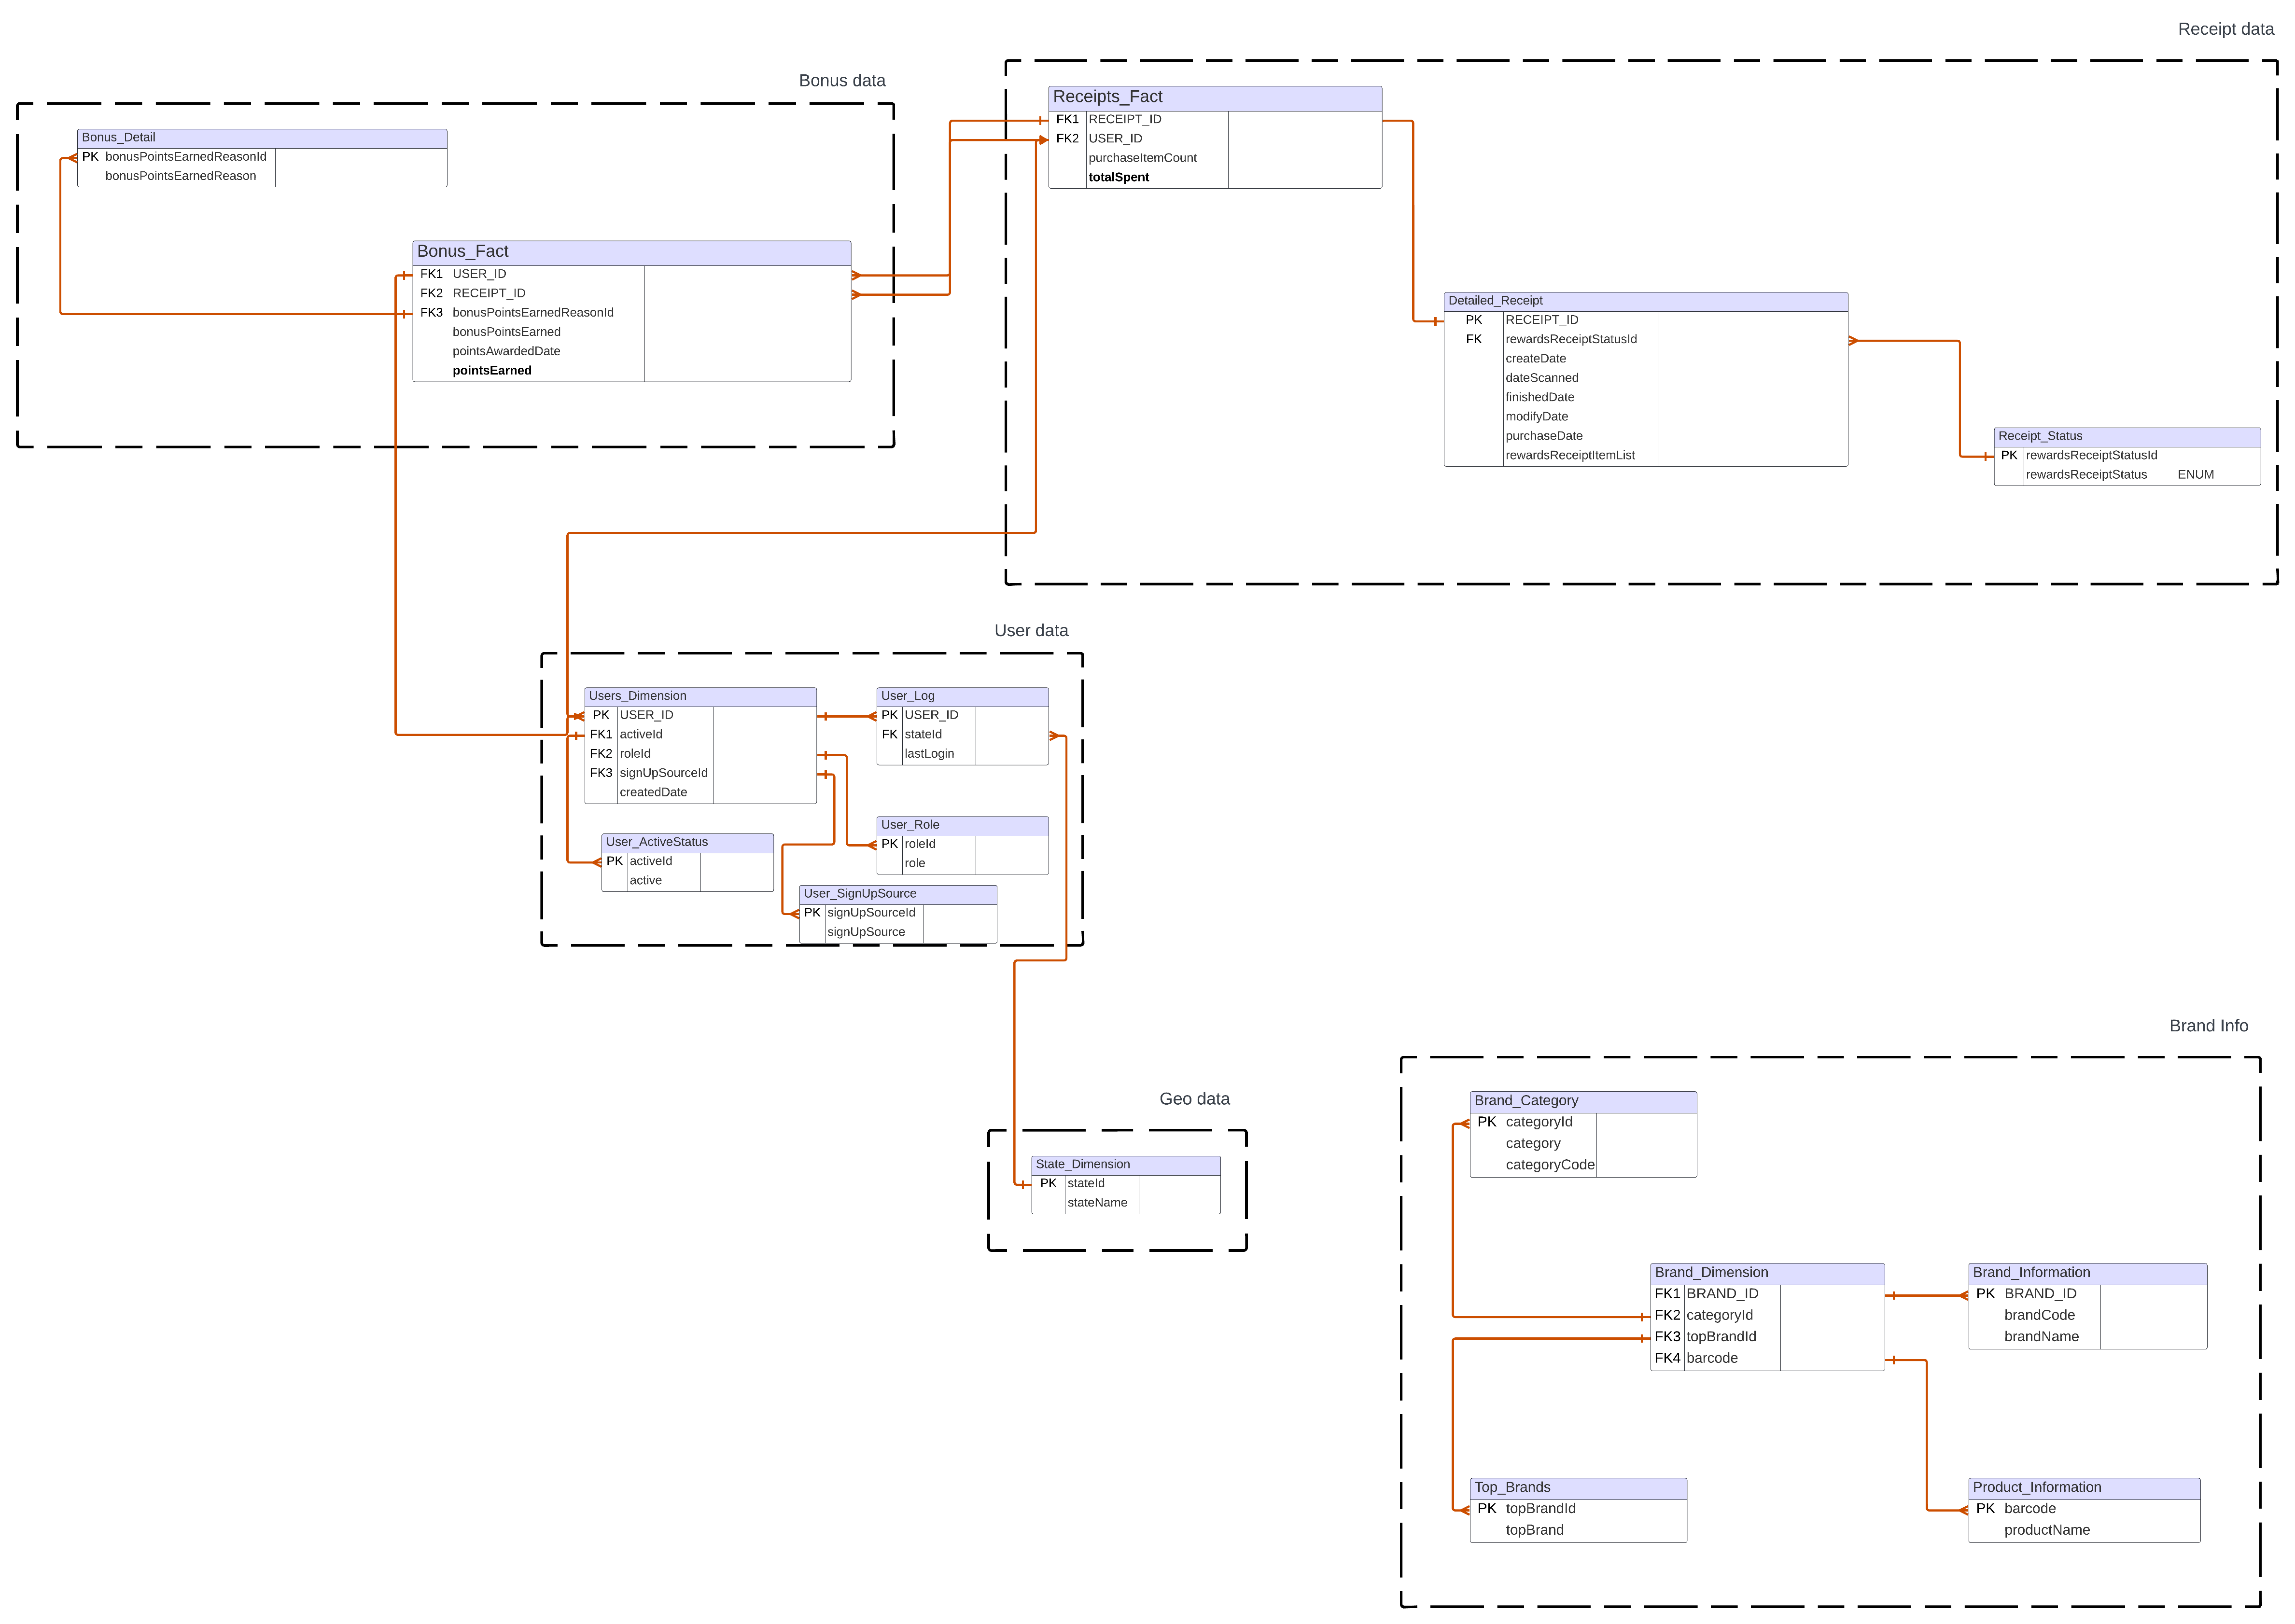 Receipt data
Bonus data
Receipts_Fact
FK1 RECEIPT_ID
FK2 USER_ID
purchaseItemCount
totalSpent
Bonus_Detail
PK bonusPointsEarnedReasonId
bonusPointsEarnedReason
Bonus_Fact
FK1 USER_ID
FK2 RECEIPT_ID
FK3 bonusPointsEarnedReasonId
bonusPointsEarned
pointsAwardedDate
pointsEarned
Detailed_Receipt
PK RECEIPT_ID
FK rewardsReceiptStatusId
createDate
dateScanned
finishedDate
modifyDate
purchaseDate
rewardsReceiptItemList
Receipt_Status
PK rewardsReceiptStatusId
rewardsReceiptStatus ENUM
User data
Users_Dimension
PK USER_ID
FK1 activeId
FK2 roleId
FK3 signUpSourceId
createdDate
User_Log
PK USER_ID
FK stateId
lastLogin
User_Role
PK roleId
role
User_ActiveStatus
PK activeId
active
User_SignUpSource
PK signUpSourceId
signUpSource
Geo data
State_Dimension
PK stateId
stateName
Brand Info
Brand_Category
PK categoryId
category
categoryCode
Brand_Dimension
FK1 BRAND_ID
FK2 categoryId
FK3 topBrandId
FK4 barcode
Brand_Information
PK BRAND_ID
brandCode
brandName
Top_Brands
PK topBrandId
topBrand
Product_Information
PK barcode
productName